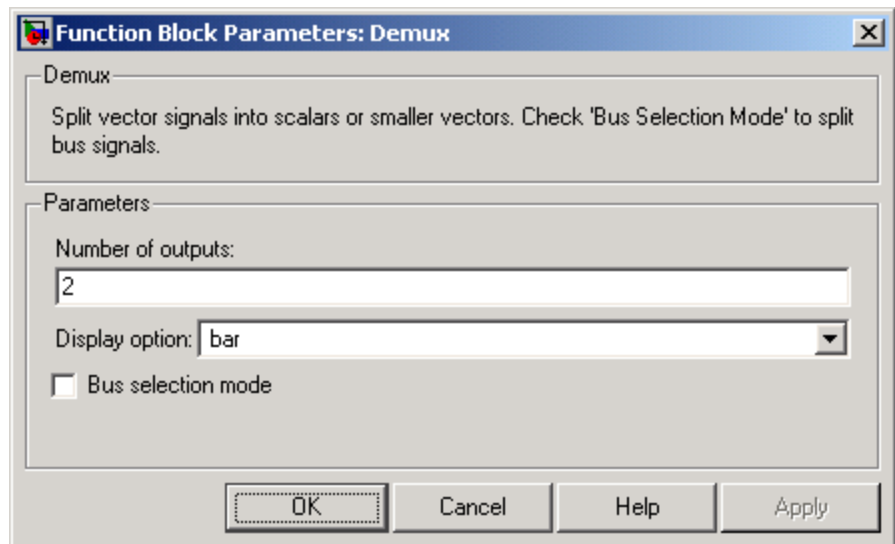 Function Block Parameters: Demux
Demux
Split vector signals into scalars or smaller vectors. Check 'Bus Selection Mode' to split
bus signals.
Parameters
Number of outputs:
2
Display option: bar
Bus selection mode
OK Cancel Help Apply